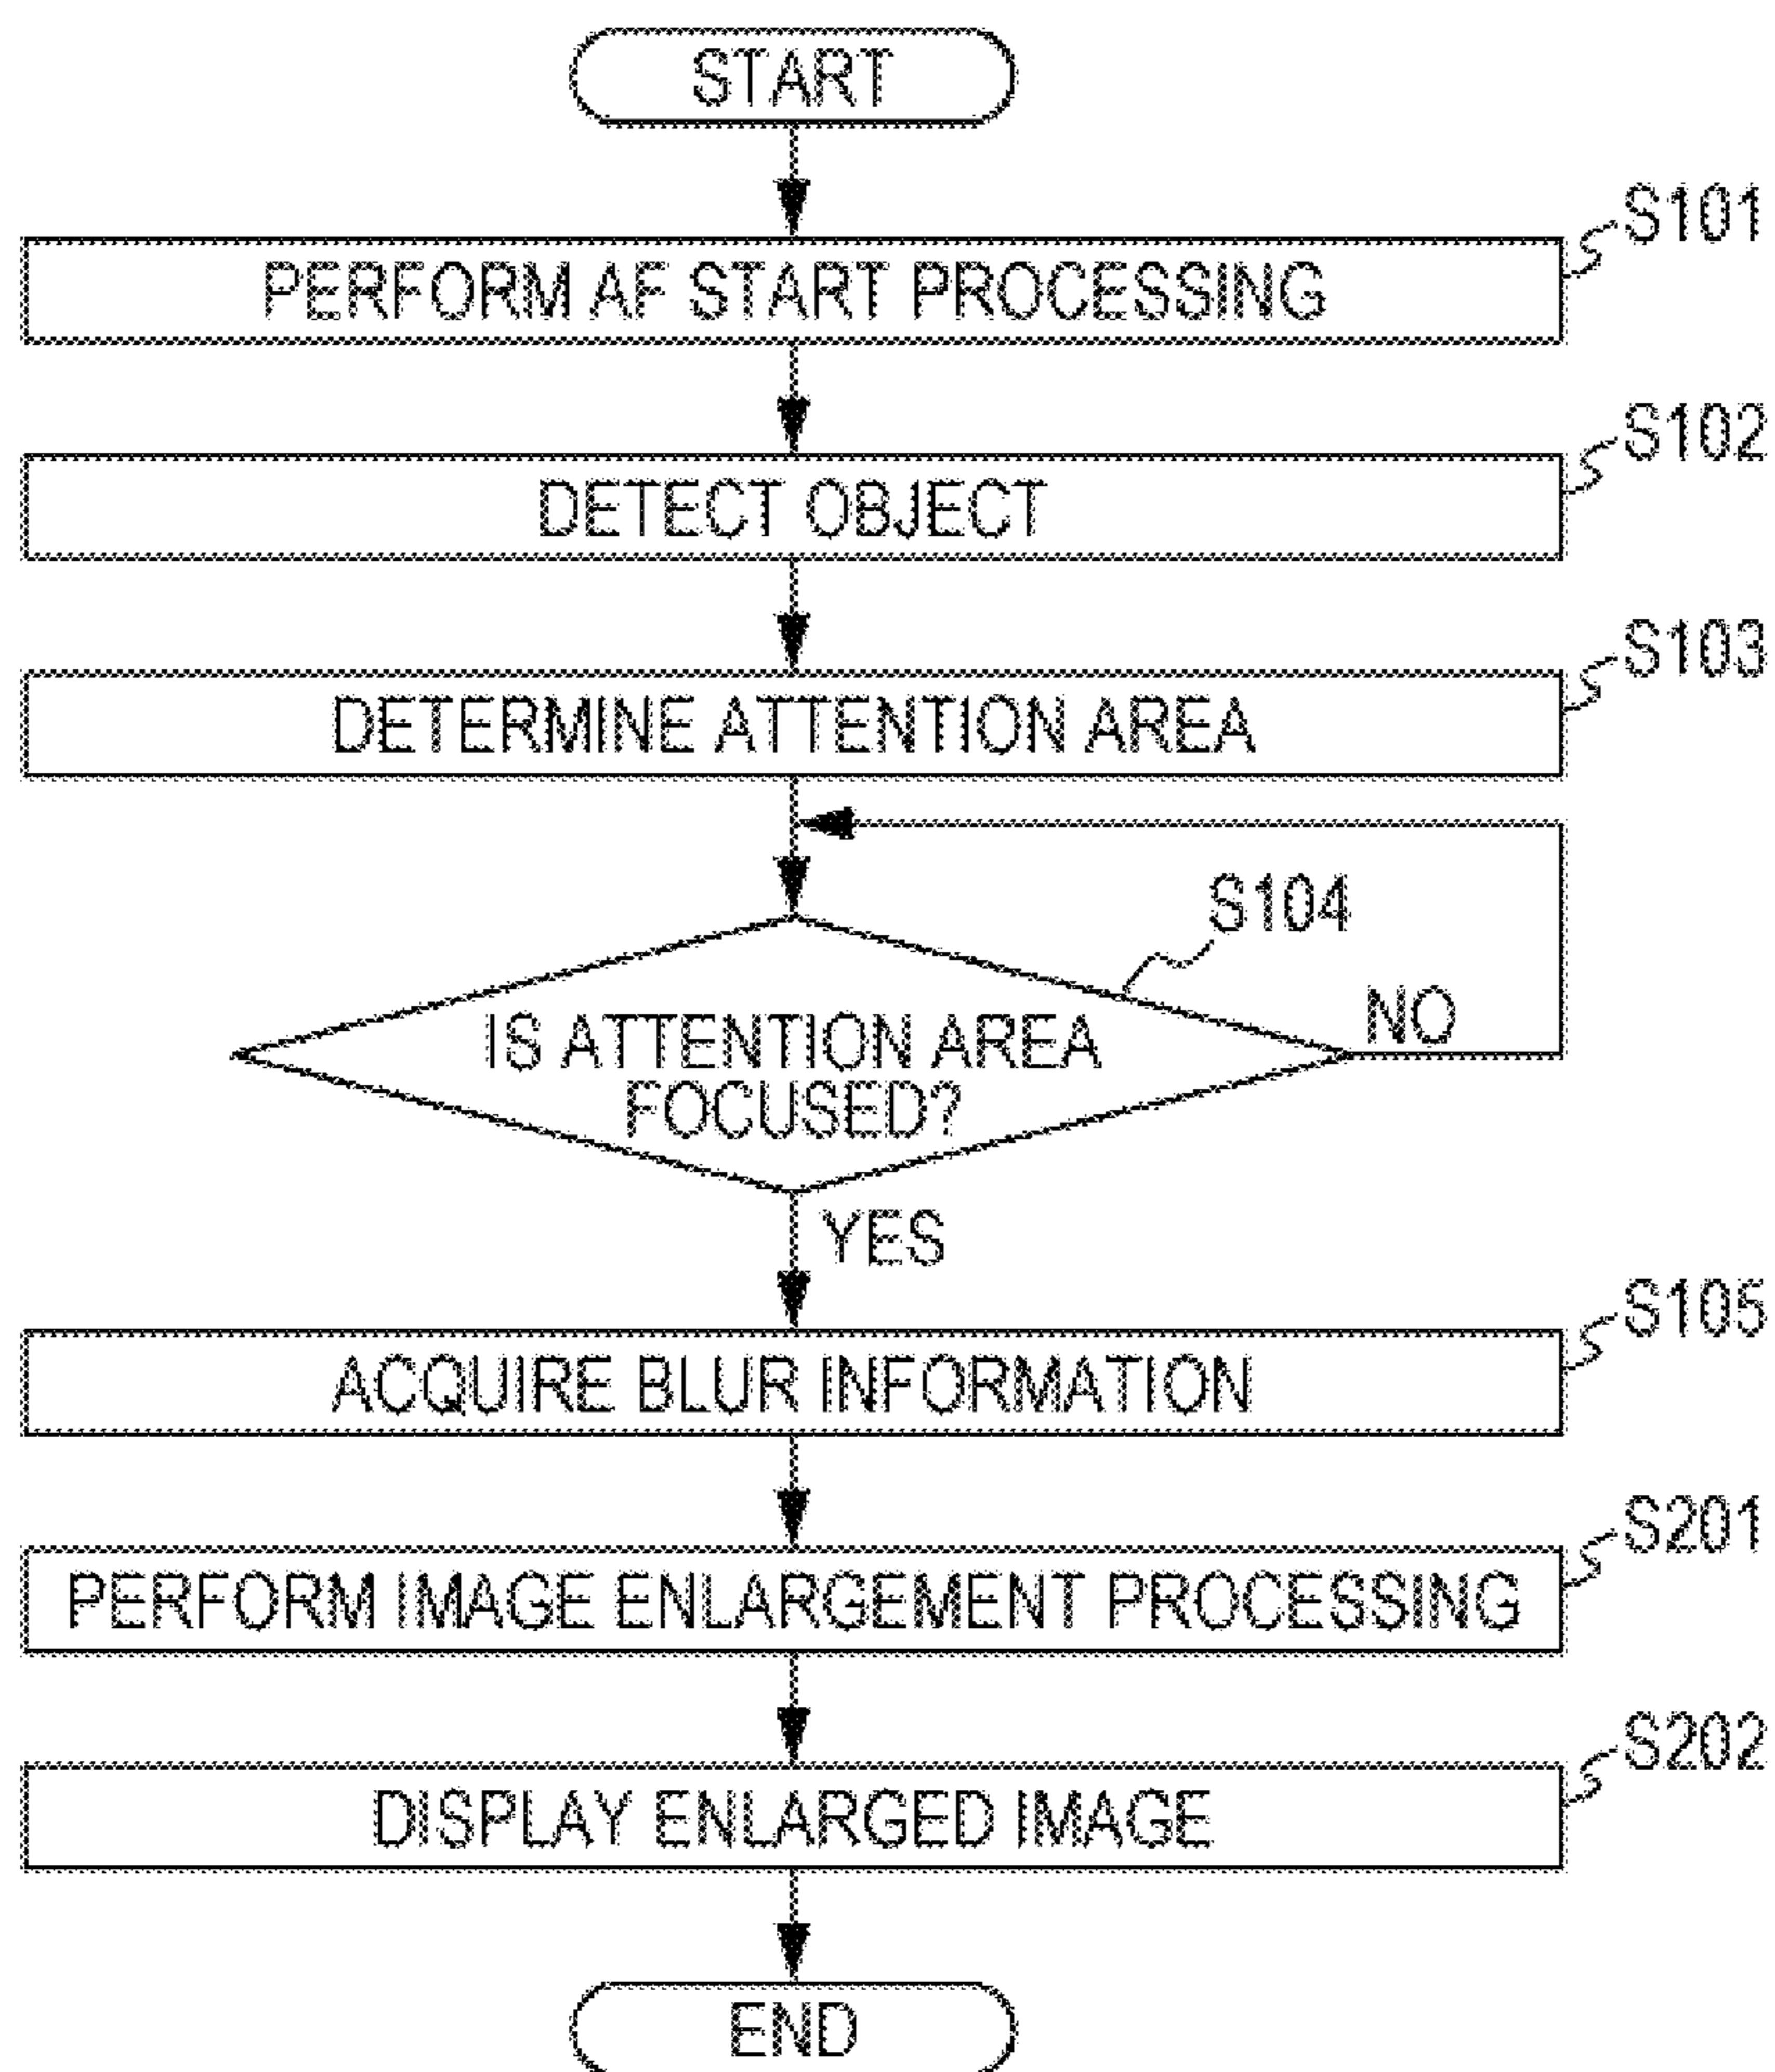 START
S101
PERFORM AF START PROCESSING
S102
DETECT OBJECT
S103
DETERMINE ATTENTION AREA
S104
IS ATTENTION AREA
FOCUSED?
NO
YES
S105
ACQUIRE BLUR INFORMATION
S201
PERFORM IMAGE ENLARGEMENT PROCESSING
S202
DISPLAY ENLARGED IMAGE
END